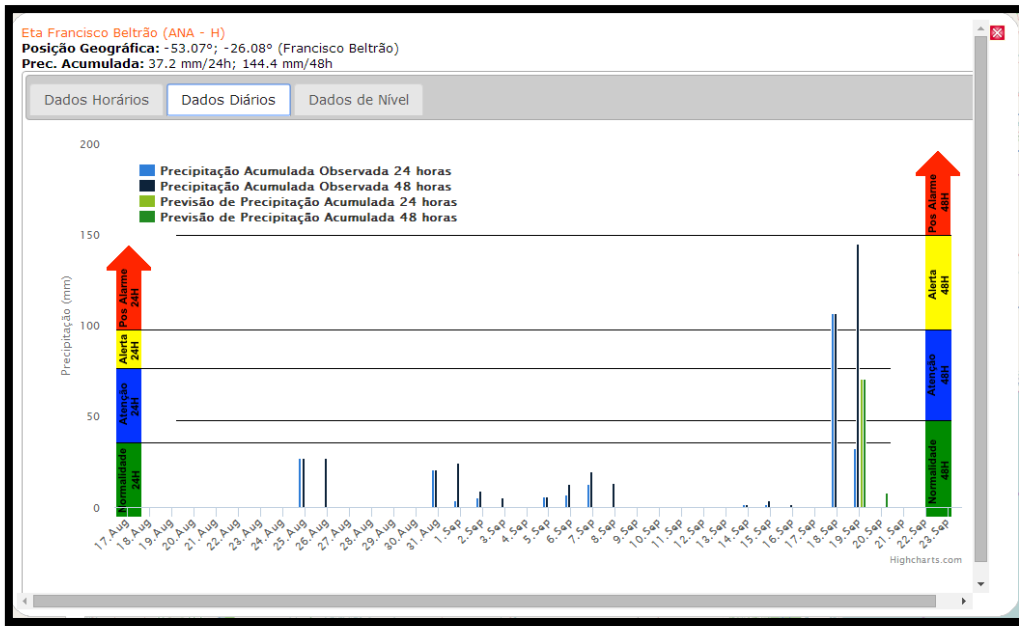 Eta Francisco Beltrão (ANA - H)
Posição Geográfica: -53.07°; -26.08° (Francisco Beltrão)
Prec. Acumulada: 37.2 mm/24h; 144.4 mm/48h
Dados Horários
Dados Diários
Dados de Nível
200
Precipitação Acumulada Observada 24 horas
Precipitação Acumulada Observada 48 horas
Previsão de Precipitação Acumulada 24 horas
Previsão de Precipitação Acumulada 48 horas
150
100
50
0
Precipitação (mm)
Pos Alarme
24H
Alerta
24H
Atenção
24H
Normalidade
24H
Pos Alarme
48H
Alerta
48H
Atenção
48H
Normalidade
48H
17.Aug
18.Aug
19.Aug
20.Aug
21.Aug
22.Aug
23.Aug
24.Aug
25.Aug
26.Aug
27.Aug
28.Aug
29.Aug
30.Aug
31.Aug
1.Sep
2.Sep
3.Sep
4.Sep
5.Sep
6.Sep
7.Sep
8.Sep
9.Sep
10.Sep
11.Sep
12.Sep
13.Sep
14.Sep
15.Sep
16.Sep
17.Sep
18.Sep
19.Sep
20.Sep
21.Sep
22.Sep
23.Sep
Highcharts.com